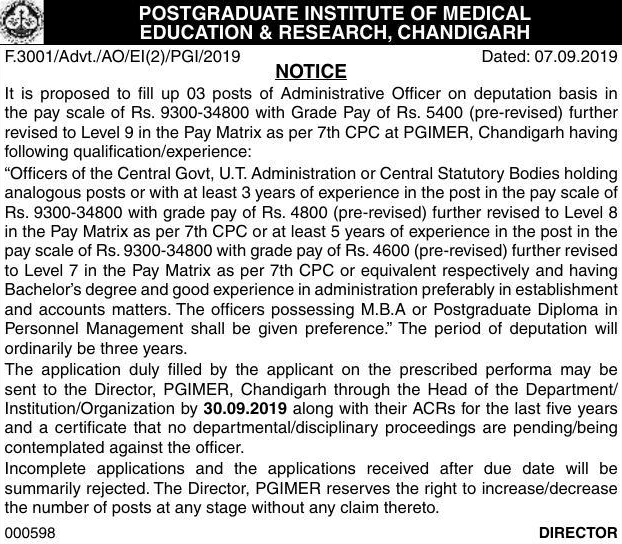 POSTGRADUATE INSTITUTE OF MEDICAL
EDUCATION & RESEARCH, CHANDIGARH
F.3001/Advt./AO/EI(2)/PGI/2019 Dated: 07.09.2019
NOTICE
It is proposed to fill up 03 posts of Administrative Officer on deputation basis in
the pay scale of Rs. 9300-34800 with Grade Pay of Rs. 5400 (pre-revised) further
revised to Level 9 in the Pay Matrix as per 7th CPC at PGIMER, Chandigarh having
following qualification/experience:
“Officers of the Central Govt, U.T. Administration or Central Statutory Bodies holding
analogous posts or with at least 3 years of experience in the post in the pay scale of
Rs. 9300-34800 with grade pay of Rs. 4800 (pre-revised) further revised to Level 8
in the Pay Matrix as per 7th CPC or at least 5 years of experience in the post in the
pay scale of Rs. 9300-34800 with grade pay of Rs. 4600 (pre-revised) further revised
to Level 7 in the Pay Matrix as per 7th CPC or equivalent respectively and having
Bachelor’s degree and good experience in administration preferably in establishment
and accounts matters. The officers possessing M.B.A or Postgraduate Diploma in
Personnel Management shall be given preference.” The period of deputation will
ordinarily be three years.
The application duly filled by the applicant on the prescribed performa may be
sent to the Director, PGIMER, Chandigarh through the Head of the Department/
Institution/Organization by 30.09.2019 along with their ACRs for the last five years
and a certificate that no departmental/disciplinary proceedings are pending/being
contemplated against the officer.
Incomplete applications and the applications received after due date will be
summarily rejected. The Director, PGIMER reserves the right to increase/decrease
the number of posts at any stage without any claim thereto.
000598 DIRECTOR